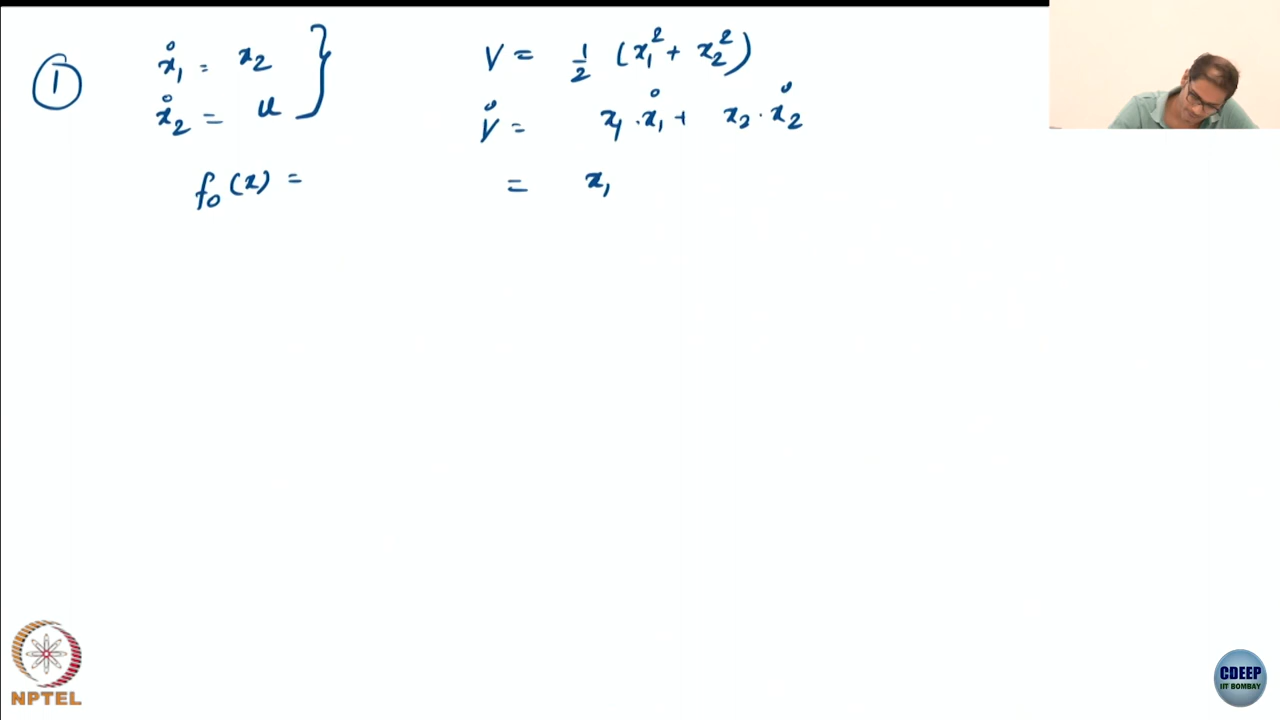 ①
ẋ₁ = x₂
ẋ₂ = u }
f₀(x) =
V = ½ (x₁² + x₂²)
V̇ = x₁·ẋ₁ + x₂·ẋ₂
= x₁
NPTEL
CDEEP
IIT BOMBAY